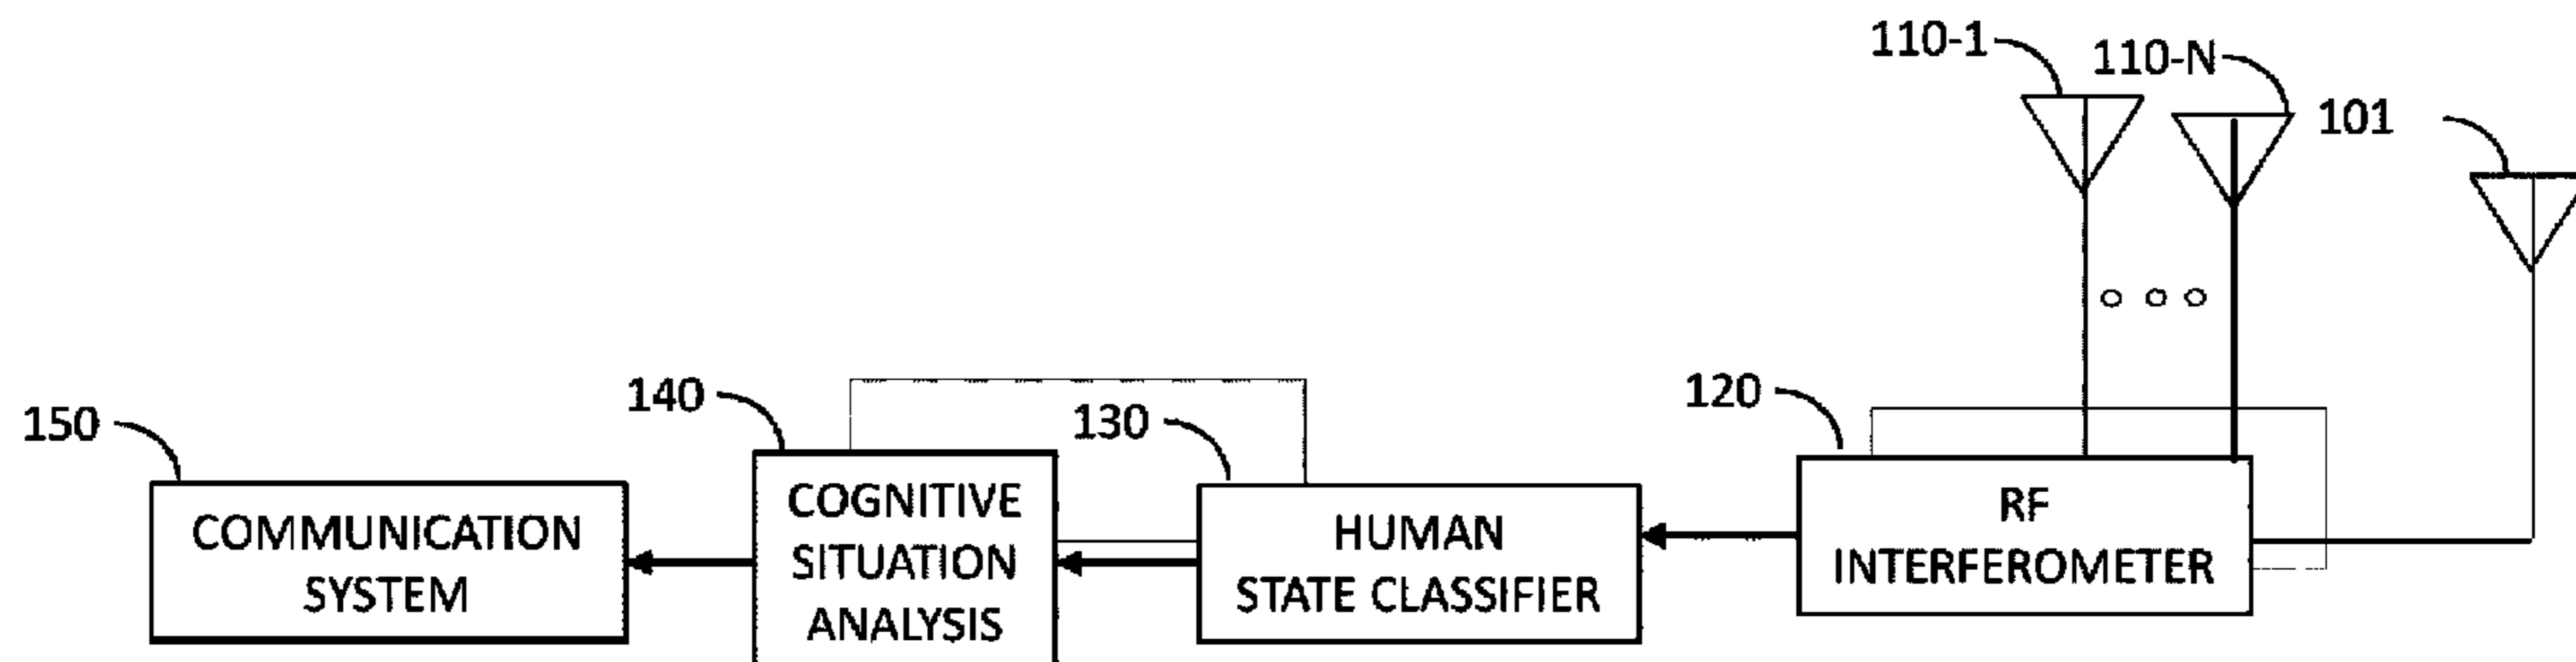 110-1
110-N
101
120
140
130
150
COMMUNICATION
SYSTEM
COGNITIVE
SITUATION
ANALYSIS
HUMAN
STATE CLASSIFIER
RF
INTERFEROMETER